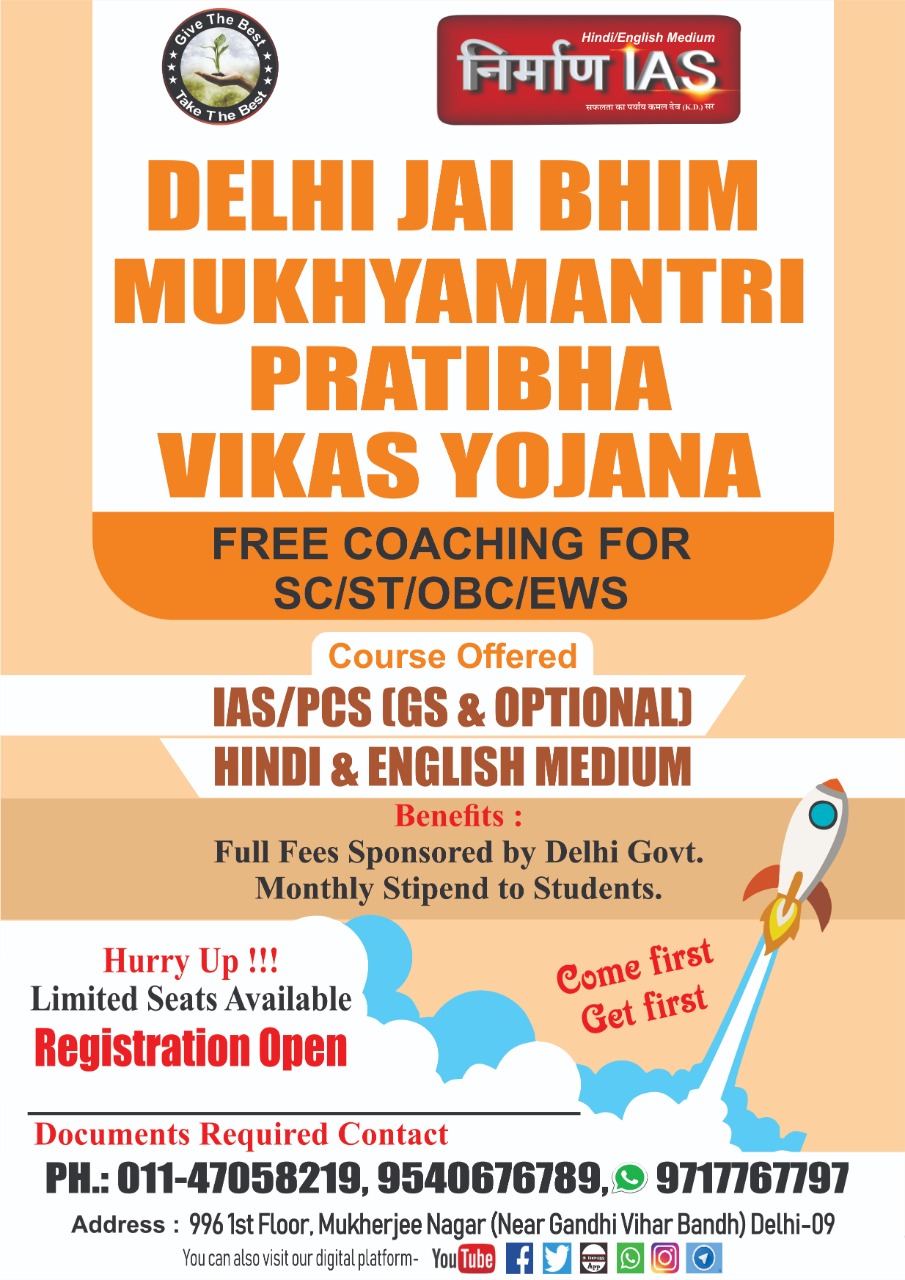 Give The Best
Take The Best
Hindi/English Medium
निर्माण IAS
सफलता का पर्याय कमल देव (K.D.) सर
DELHI JAI BHIM
MUKHYAMANTRI
PRATIBHA
VIKAS YOJANA
FREE COACHING FOR
SC/ST/OBC/EWS
Course Offered
IAS/PCS (GS & OPTIONAL)
HINDI & ENGLISH MEDIUM
Benefits :
Full Fees Sponsored by Delhi Govt.
Monthly Stipend to Students.
Hurry Up !!!
Limited Seats Available
Registration Open
Come first
Get first
Documents Required Contact
PH.: 011-47058219, 9540676789, 9717767797
Address : 996 1st Floor, Mukherjee Nagar (Near Gandhi Vihar Bandh) Delhi-09
You can also visit our digital platform- YouTube
App